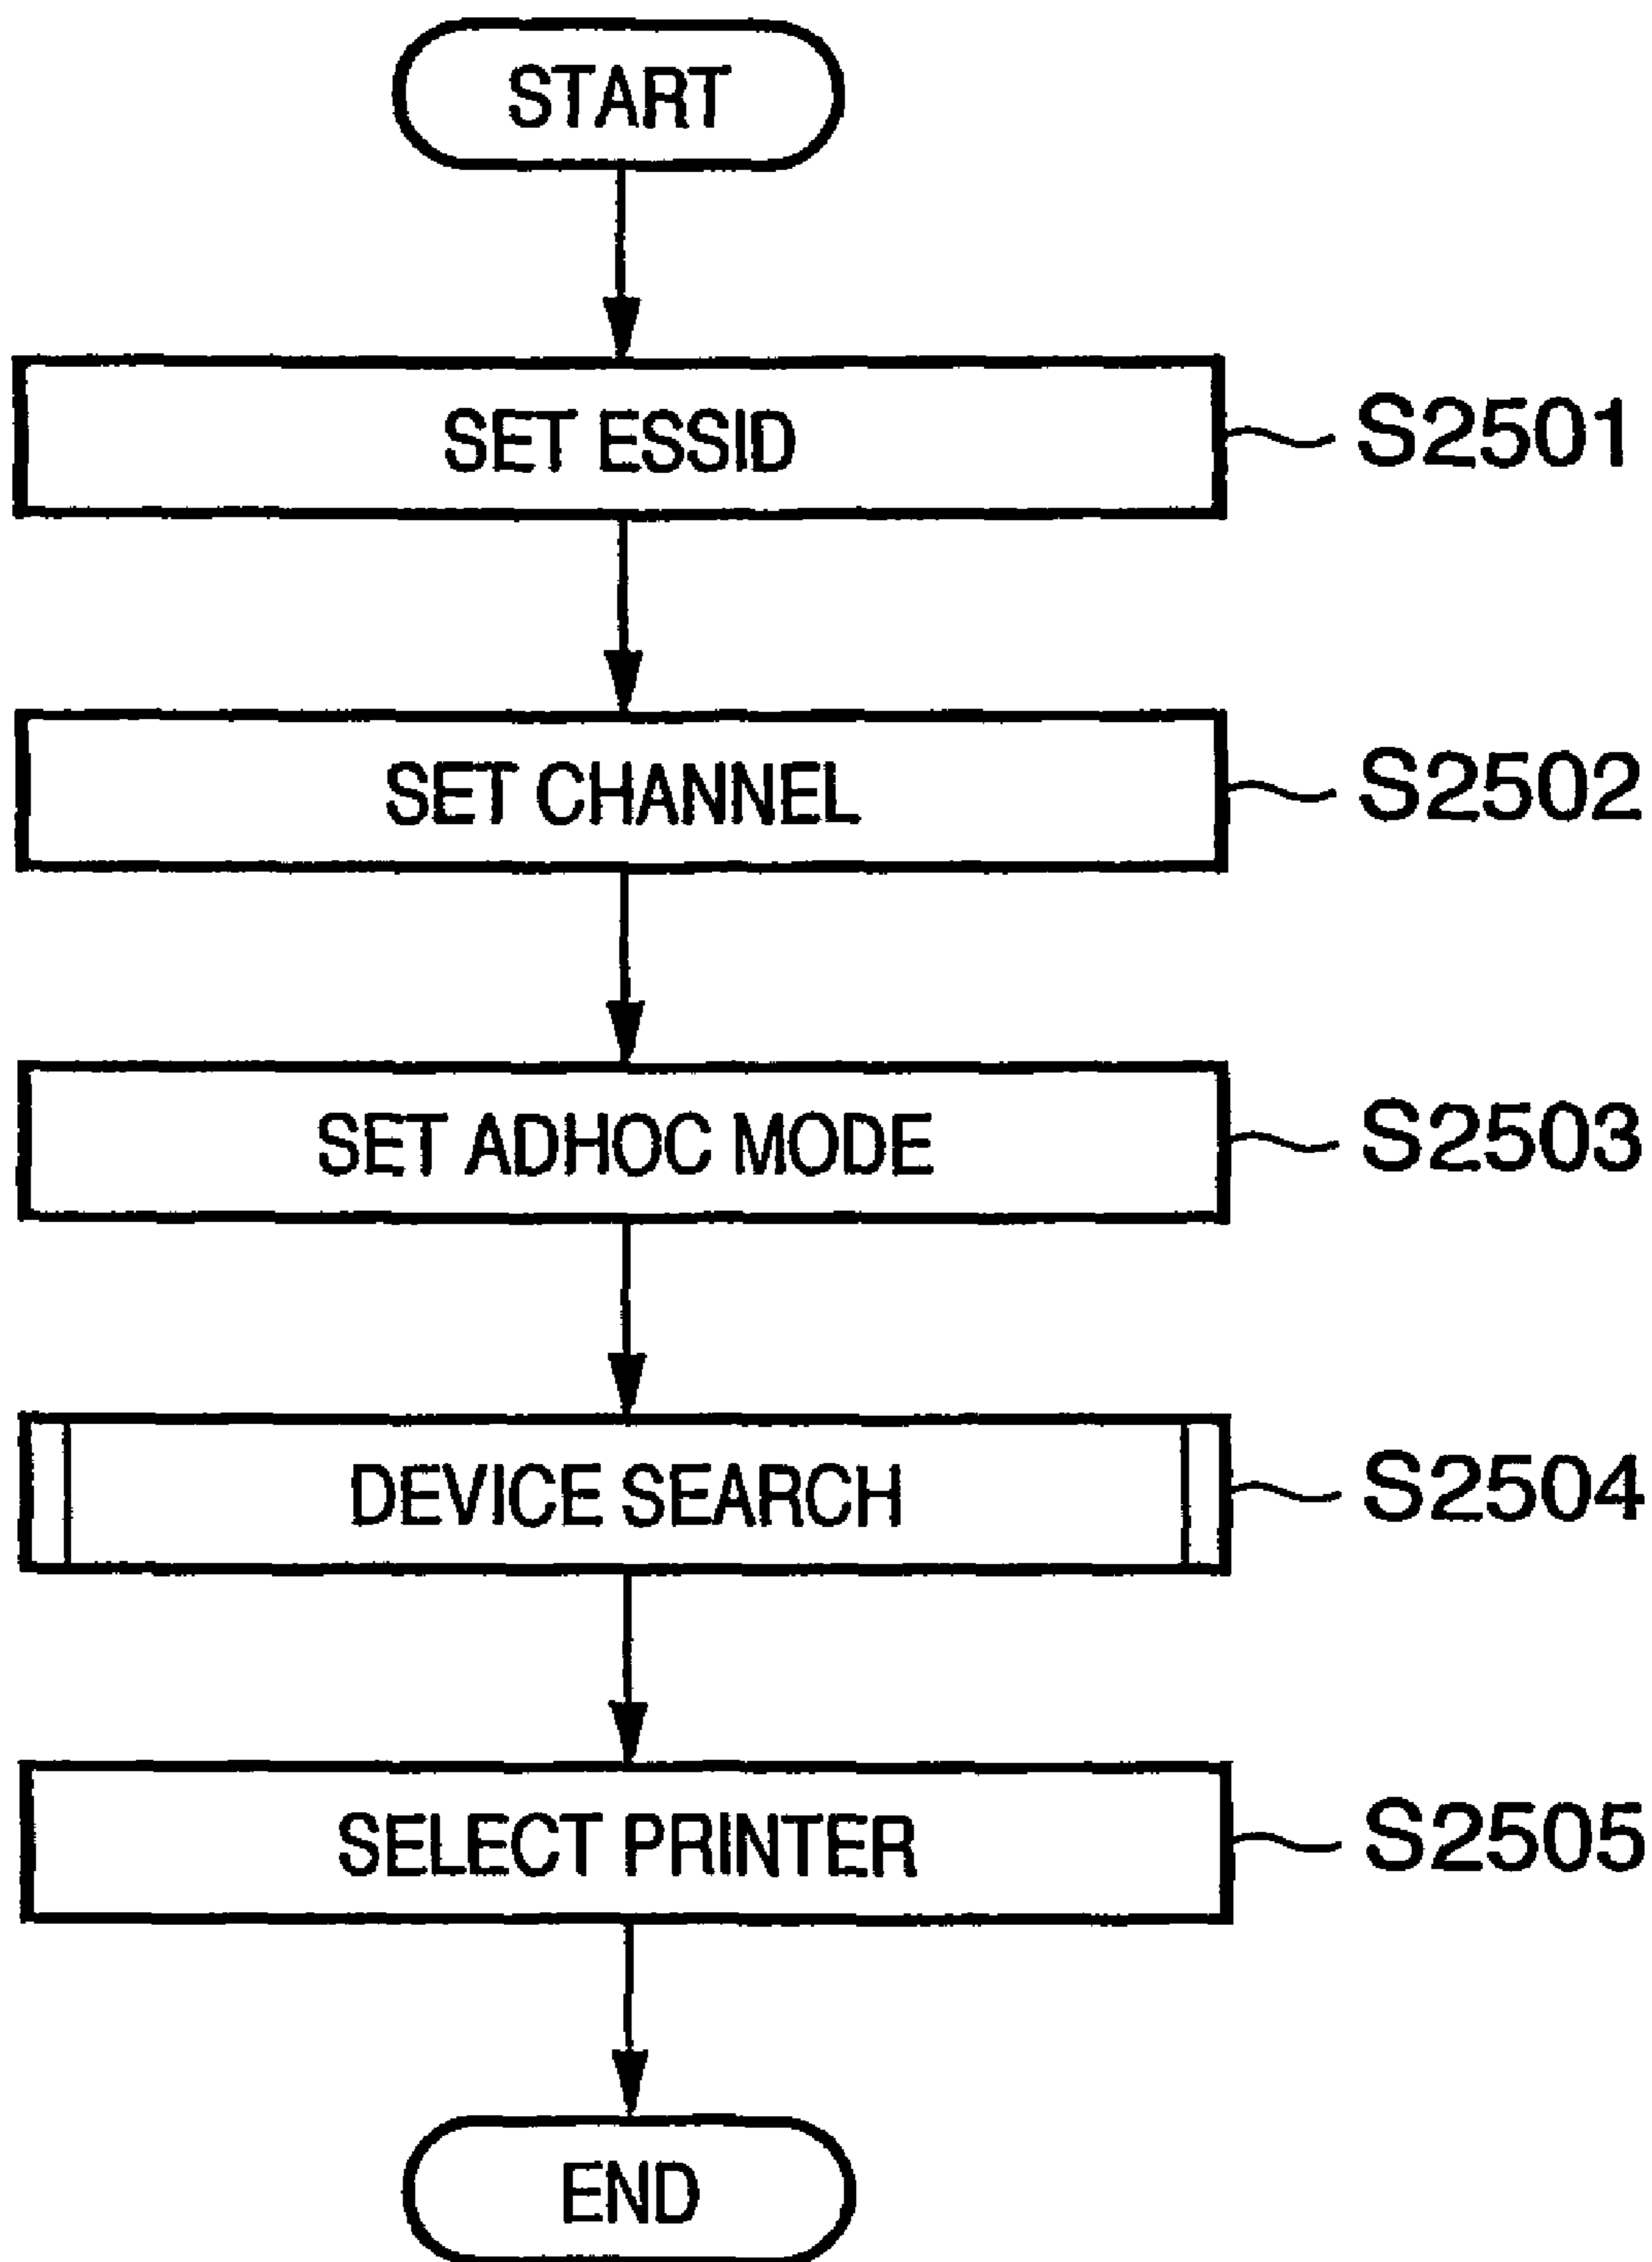 START
SET ESSID
S2501
SET CHANNEL
S2502
SET ADHOC MODE
S2503
DEVICE SEARCH
S2504
SELECT PRINTER
S2505
END